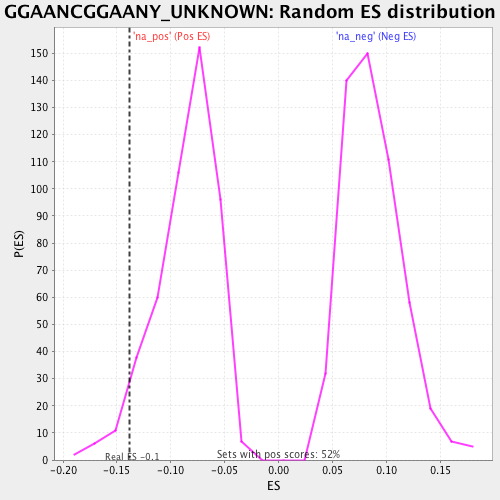 GGAANCGGAANY_UNKNOWN: Random ES distribution
'na_pos' (Pos ES)
'na_neg' (Neg ES)
150
140
130
120
110
100
90
80
70
60
50
40
30
20
10
0
P(ES)
Real ES -0.1
Sets with pos scores: 52%
-0.20 -0.15 -0.10 -0.05 0.00 0.05 0.10 0.15
ES